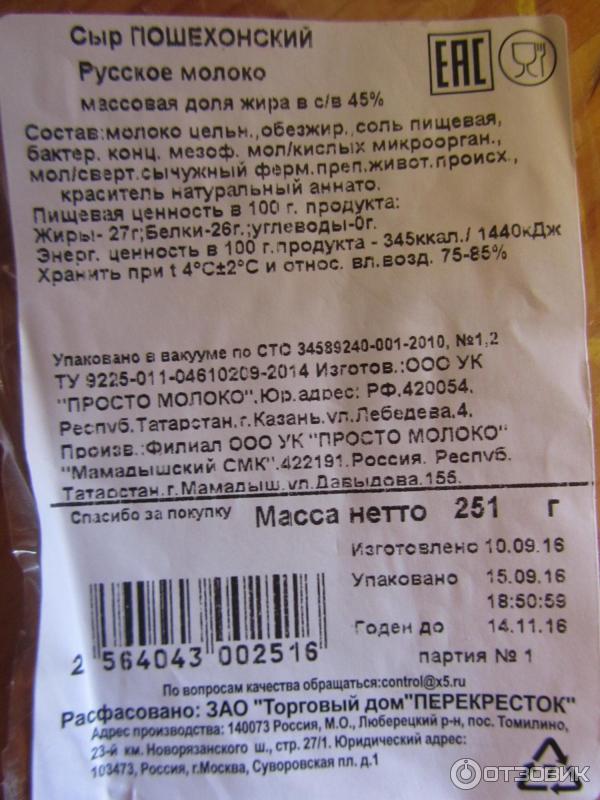 Сыр ПОШЕХОНСКИЙ
Русское молоко
массовая доля жира в с/в 45%
EAC
Состав:молоко цельн.,обезжир.,соль пищевая,
бактер. конц. мезоф. мол/кислых микроорган.,
мол/сверт.сычужный ферм.преп.живот.происх.,
краситель натуральный аннато.
Пищевая ценность в 100 г. продукта:
Жиры- 27г;Белки-26г.;углеводы-0г.
Энерг. ценность в 100 г.продукта - 345ккал./ 1440кДж
Хранить при t 4°С±2°С и относ. вл.возд. 75-85%
Упаковано в вакууме по СТО 34589240-001-2010, №1,2
ТУ 9225-011-04610209-2014 Изготов.:ООО УК
"ПРОСТО МОЛОКО".Юр.адрес: РФ,420054,
Респуб.Татарстан,г.Казань,ул.Лебедева,4.
Произв.:Филиал ООО УК "ПРОСТО МОЛОКО"
"Мамадышский СМК".422191.Россия. Респуб.
Татарстан.г.Мамадыш.ул.Давыдова.155.
Спасибо за покупку Масса нетто 251 г
Изготовлено 10.09.16
Упаковано 15.09.16
18:50:59
Годен до 14.11.16
2 564043 002516
партия № 1
По вопросам качества обращаться:control@x5.ru
Расфасовано: ЗАО "Торговый дом"ПЕРЕКРЕСТОК"
Адрес производства: 140073 Россия, М.О., Люберецкий р-н, пос. Томилино,
23-й км. Новорязанского ш., стр. 27/1. Юридический адрес:
103473, Россия, г.Москва, Суворовская пл. д.1
ОТЗОВИК